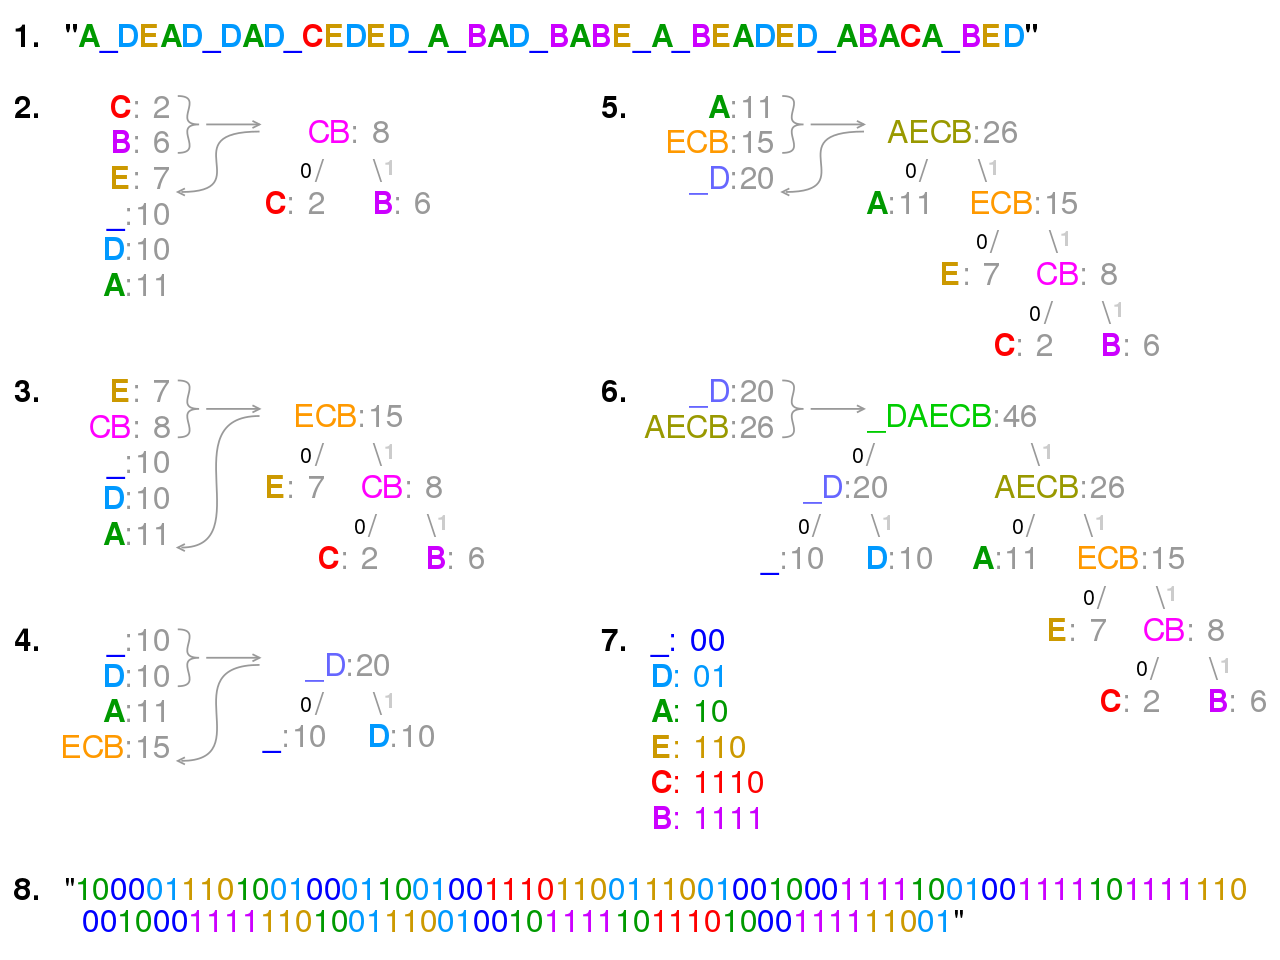 1. "A_DEAD_DAD_CEDED_A_BAD_BABE_A_BEADED_ABACA_BED"
2.
C: 2
B: 6
E: 7
_:10
D:10
A:11
CB: 8
0 1
C: 2 B: 6
3.
E: 7
CB: 8
_:10
D:10
A:11
ECB:15
0 1
E: 7 CB: 8
0 1
C: 2 B: 6
4.
_:10
D:10
A:11
ECB:15
_D:20
0 1
_:10 D:10
5.
A:11
ECB:15
_D:20
AECB:26
0 1
A:11 ECB:15
0 1
E: 7 CB: 8
0 1
C: 2 B: 6
6.
_D:20
AECB:26
_DAECB:46
0 1
_D:20 AECB:26
0 1 0 1
_:10 D:10 A:11 ECB:15
0 1
E: 7 CB: 8
0 1
C: 2 B: 6
7.
_: 00
D: 01
A: 10
E: 110
C: 1110
B: 1111
8. "100001110100100011001001110110011100100100011111001001111101111110
001000111111010011100100101111101110100011111​1001"